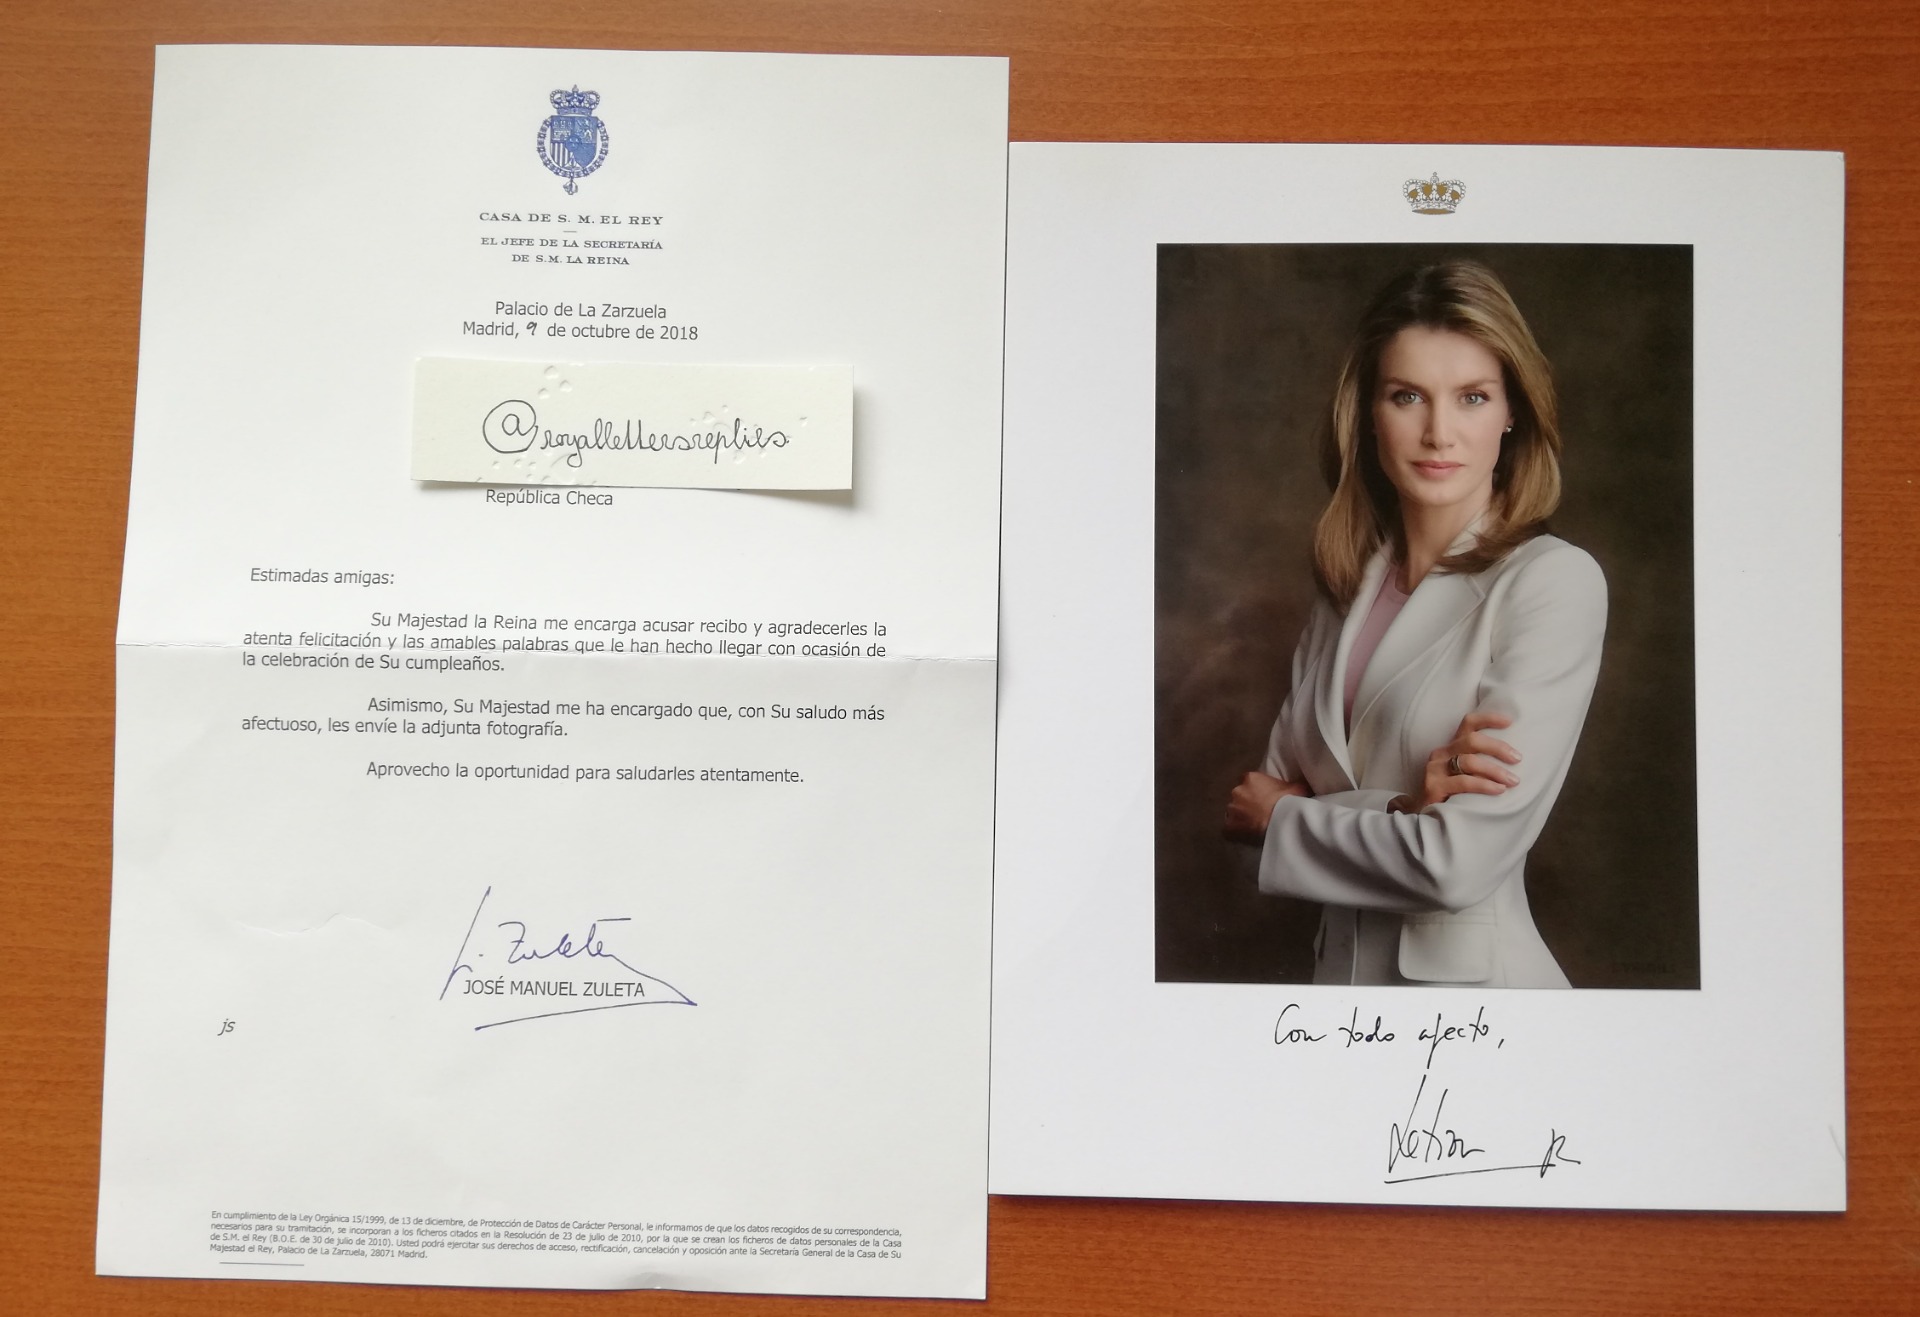 CASA DE S. M. EL REY
EL JEFE DE LA SECRETARÍA
DE S.M. LA REINA
Palacio de La Zarzuela
Madrid, 9 de octubre de 2018
@royallettersreplies
República Checa
Estimadas amigas:
Su Majestad la Reina me encarga acusar recibo y agradecerles la
atenta felicitación y las amables palabras que le han hecho llegar con ocasión de
la celebración de Su cumpleaños.
Asimismo, Su Majestad me ha encargado que, con Su saludo más
afectuoso, les envíe la adjunta fotografía.
Aprovecho la oportunidad para saludarles atentamente.
Zuleta
JOSÉ MANUEL ZULETA
js
En cumplimiento de la Ley Orgánica 15/1999, de 13 de diciembre, de Protección de Datos de Carácter Personal, le informamos de que los datos recogidos de su correspondencia,
necesarios para su tramitación, se incorporan a los ficheros citados en la Resolución de 23 de julio de 2010, por la que se crean los ficheros de datos personales de la Casa
de S.M. el Rey (B.O.E. de 30 de julio de 2010). Usted podrá ejercitar sus derechos de acceso, rectificación, cancelación y oposición ante la Secretaría General de la Casa de Su
Majestad el Rey, Palacio de La Zarzuela, 28071 Madrid.
Con todo afecto,
Letizia R